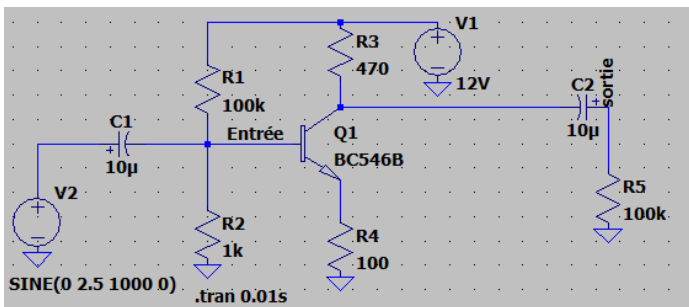 V1
R3
470
12V
R1
100k
C2
10µ
sortie
C1
10µ
Entrée
Q1
BC546B
V2
R2
1k
R4
100
R5
100k
SINE(0 2.5 1000 0)
.tran 0.01s